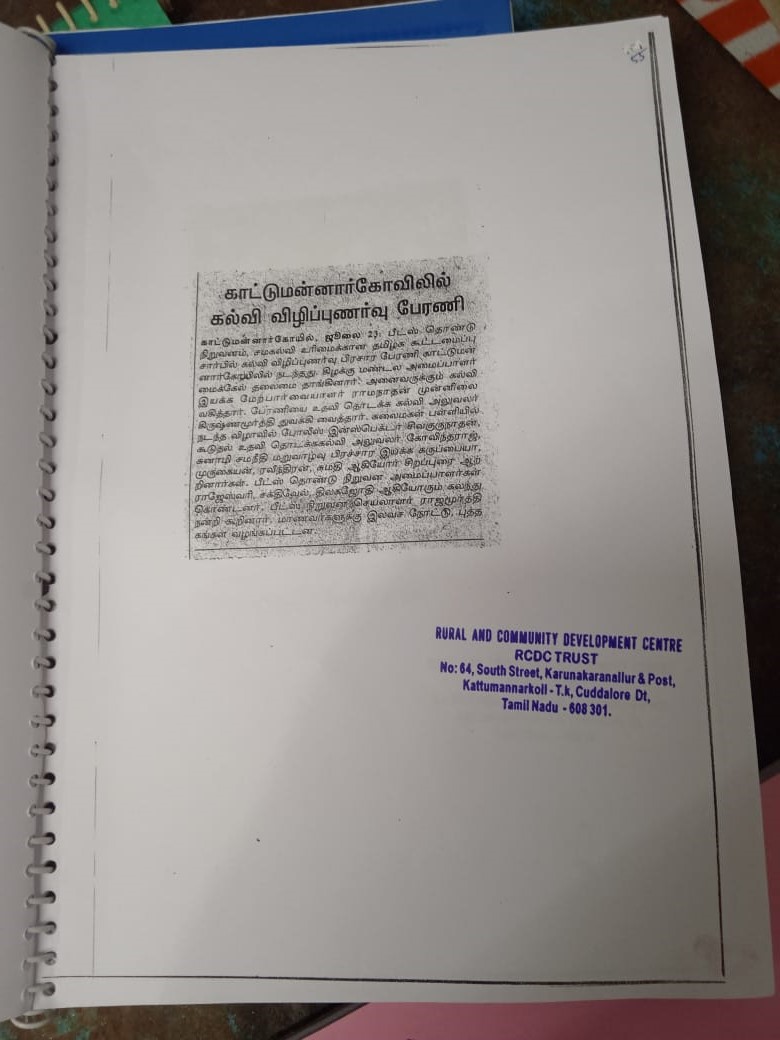 காட்டுமன்னார்கோவிலில்
கல்வி விழிப்புணர்வு பேரணி
காட்டுமன்னார்கோயில், ஜூலை 23: பீட்ஸ் தொண்டு
நிறுவனம், சமகல்வி உரிமைக்கான தமிழக கூட்டமைப்பு
சார்பில் கல்வி விழிப்புணர்வு பிரசார பேரணி காட்டுமன்
னார்கோயிலில் நடந்தது. கிழக்கு மண்டல அமைப்பாளர்
மைக்கேல் தலைமை தாங்கினார். அனைவருக்கும் கல்வி
இயக்க மேற்பார்வையாளர் ராமநாதன் முன்னிலை
வகித்தார். பேரணியை உதவி தொடக்க கல்வி அலுவலர்
கிருஷ்ணமூர்த்தி துவக்கி வைத்தார். கலைமகள் பள்ளியில்
நடந்த விழாவில் போலீஸ் இன்ஸ்பெக்டர் சிவகுருநாதன்,
கூடுதல் உதவி தொடக்ககல்வி அலுவலர் கோவிந்தராஜ்,
சுனாமி சமநீதி மறுவாழ்வு பிரச்சார இயக்க கருப்பையா,
முருகையன், ரவீந்திரன், சுமதி ஆகியோர் சிறப்புரை ஆற்
றினார்கள். பீட்ஸ் தொண்டு நிறுவன அமைப்பாளர்கள்
ராஜேஸ்வரி, சக்திவேல், திலகஜோதி ஆகியோரும் கலந்து
கொண்டனர். பீட்ஸ் நிறுவன செயலாளர் ராஜமூர்த்தி
நன்றி கூறினார். மாணவர்களுக்கு இலவச நோட்டு, புத்த
கங்கள் வழங்கப்பட்டன.
RURAL AND COMMUNITY DEVELOPMENT CENTRE
RCDC TRUST
No: 64, South Street, Karunakaranallur & Post,
Kattumannarkoil - T.k, Cuddalore Dt,
Tamil Nadu - 608 301.